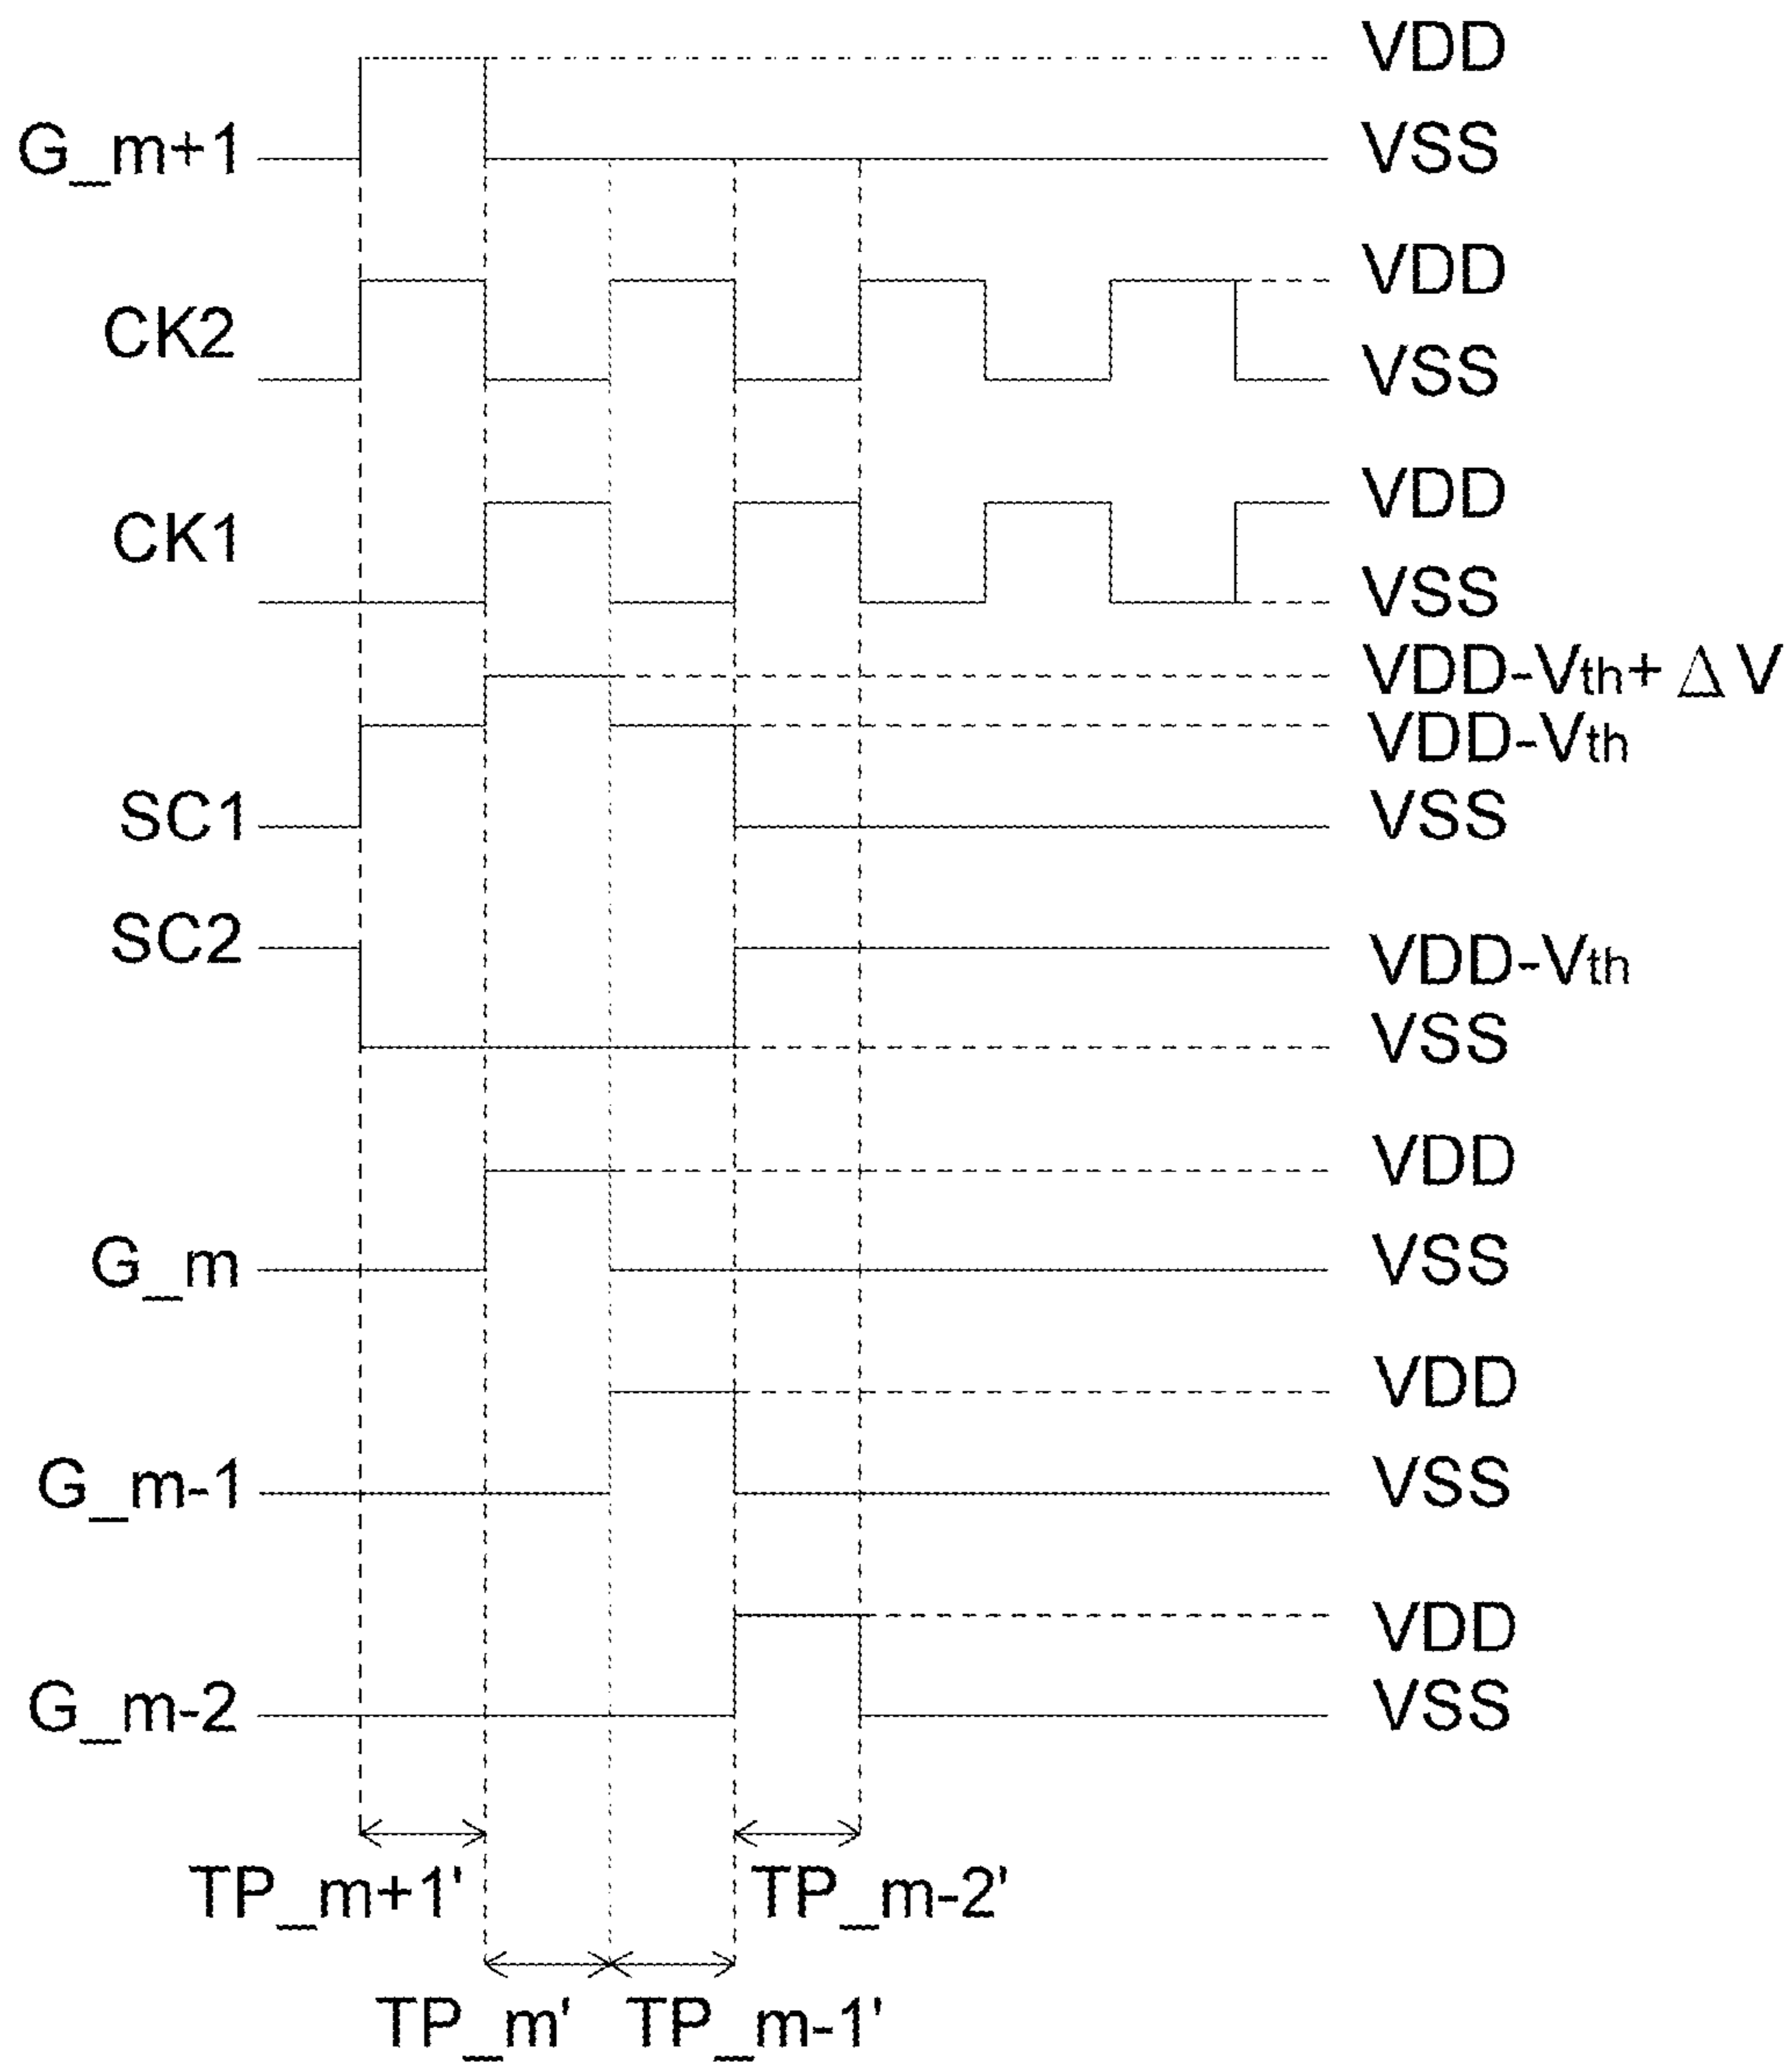 VDD
G_m+1 VSS
VDD
CK2
VSS
VDD
CK1
VSS
VDD-Vth+ΔV
VDD-Vth
SC1 VSS
SC2
VDD-Vth
VSS
VDD
G_m VSS
VDD
G_m-1 VSS
VDD
G_m-2 VSS
TP_m+1' TP_m-2'
TP_m' TP_m-1'